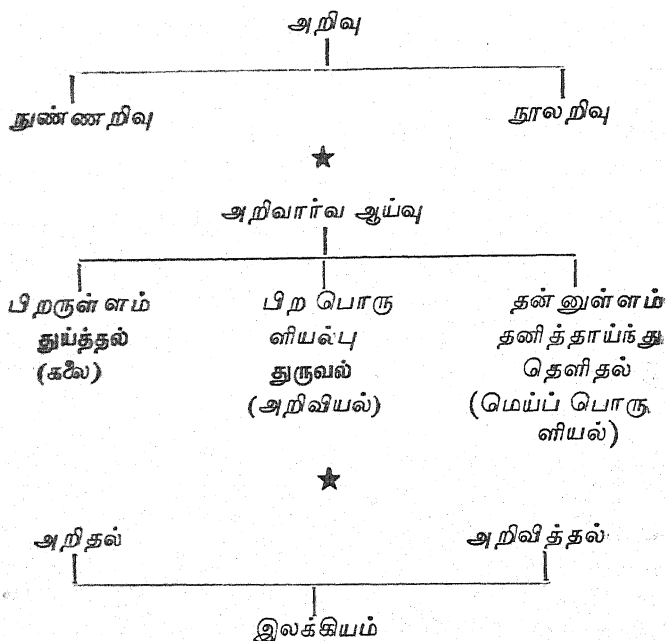 அறிவு
நுண்ணறிவு நூலறிவு
★
அறிவார்வ ஆய்வு
பிறருள்ளம் பிற பொரு தன்னுள்ளம்
துய்த்தல் ளியல்பு தனித்தாய்ந்து
(கலை) துருவல் தெளிதல்
(அறிவியல்) (மெய்ப் பொரு
ளியல்)
★
அறிதல் அறிவித்தல்
இலக்கியம்